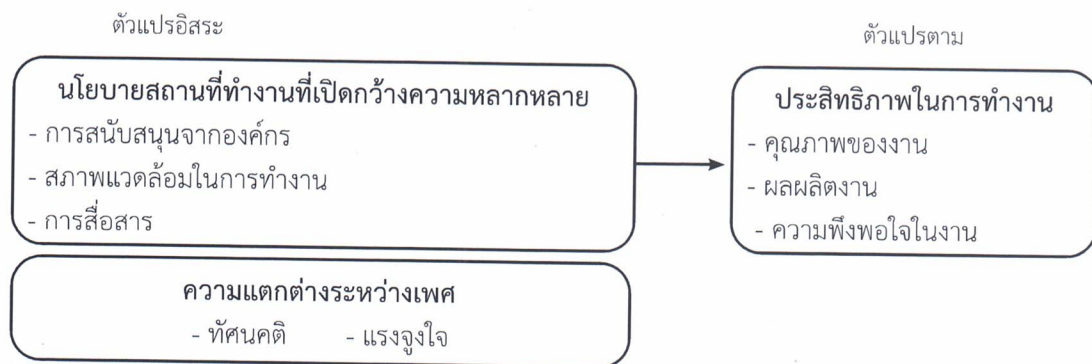 ตัวแปรอิสระ
ตัวแปรตาม
นโยบายสถานที่ทำงานที่เปิดกว้างความหลากหลาย
- การสนับสนุนจากองค์กร
- สภาพแวดล้อมในการทำงาน
- การสื่อสาร
ประสิทธิภาพในการทำงาน
- คุณภาพของงาน
- ผลผลิตงาน
- ความพึงพอใจในงาน
ความแตกต่างระหว่างเพศ
- ทัศนคติ - แรงจูงใจ